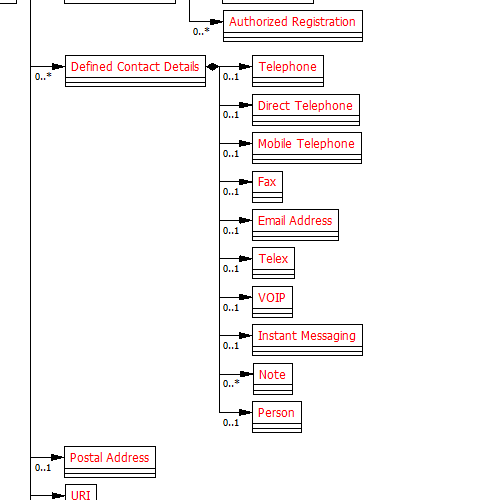 Authorized Registration
0..*
Defined Contact Details
0..*
Telephone
0..1
Direct Telephone
0..1
Mobile Telephone
0..1
Fax
0..1
Email Address
0..1
Telex
0..1
VOIP
0..1
Instant Messaging
0..1
Note
0..*
Person
0..1
Postal Address
0..1
URI